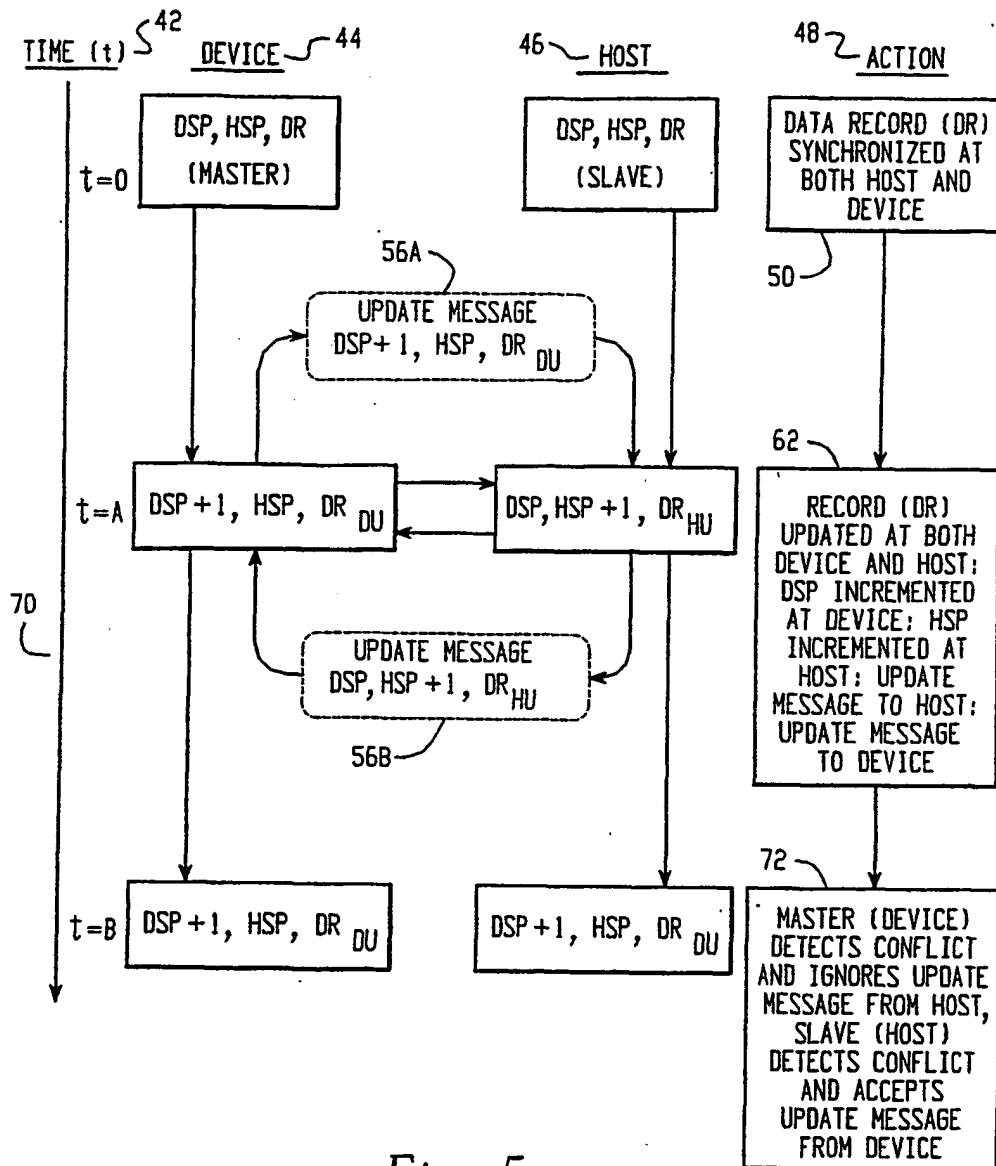 TIME (t) 42 DEVICE 44 46 HOST 48 ACTION
t=0
DSP, HSP, DR
(MASTER)
DSP, HSP, DR
(SLAVE)
DATA RECORD (DR)
SYNCHRONIZED AT
BOTH HOST AND
DEVICE
50
56A
UPDATE MESSAGE
DSP+1, HSP, DR DU
t=A
DSP+1, HSP, DR DU
DSP, HSP+1, DR HU
62
RECORD (DR)
UPDATED AT BOTH
DEVICE AND HOST:
DSP INCREMENTED
AT DEVICE: HSP
INCREMENTED AT
HOST: UPDATE
MESSAGE TO HOST:
UPDATE MESSAGE
TO DEVICE
70
UPDATE MESSAGE
DSP, HSP+1, DR HU
56B
t=B
DSP+1, HSP, DR DU
DSP+1, HSP, DR DU
72
MASTER (DEVICE)
DETECTS CONFLICT
AND IGNORES UPDATE
MESSAGE FROM HOST,
SLAVE (HOST)
DETECTS CONFLICT
AND ACCEPTS
UPDATE MESSAGE
FROM DEVICE